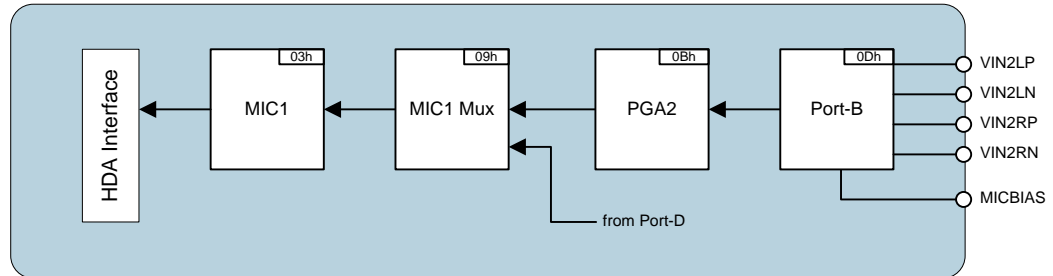 HDA Interface
03h
MIC1
09h
MIC1 Mux
0Bh
PGA2
0Dh
Port-B
VIN2LP
VIN2LN
VIN2RP
VIN2RN
MICBIAS
from Port-D